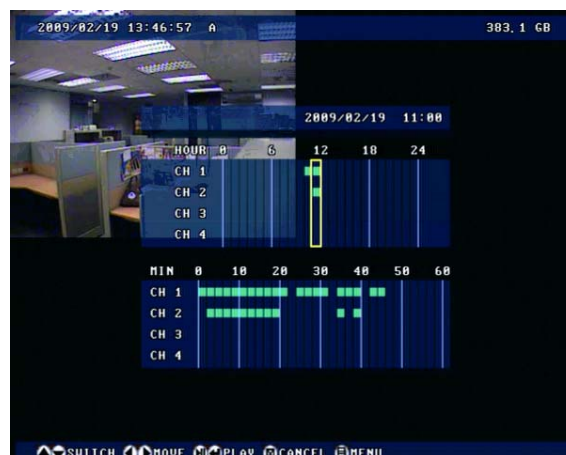 2009/02/19 13:46:57 A 383.1 GB
2009/02/19 11:00
HOUR 0 6 12 18 24
CH 1
CH 2
CH 3
CH 4
MIN 0 10 20 30 40 50 60
CH 1
CH 2
CH 3
CH 4
SWITCH MOVE PLAY CANCEL MENU